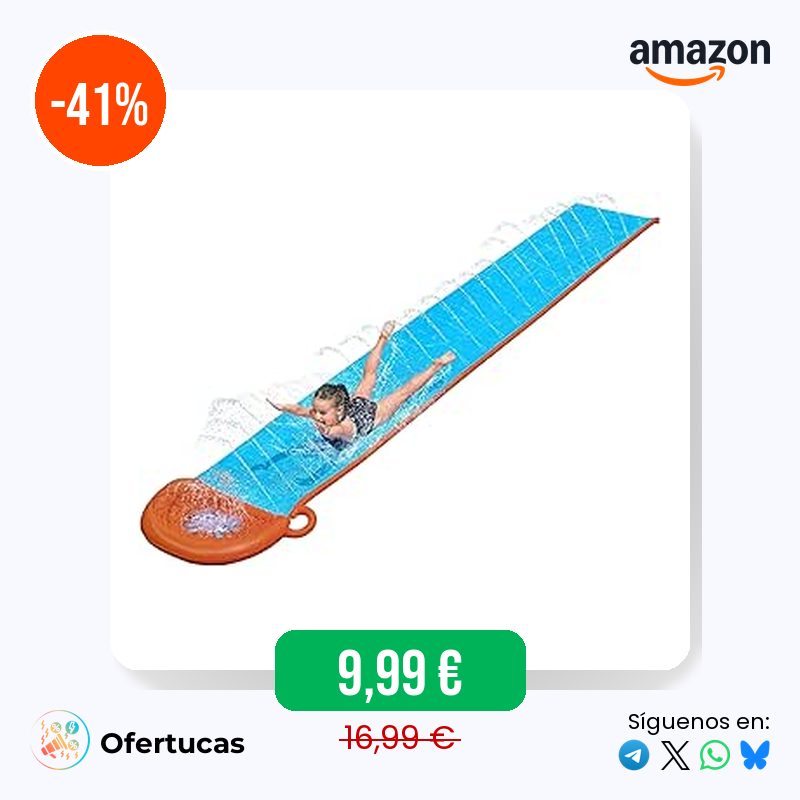 -41%
amazon
9,99 €
16,99 €
Ofertucas
Síguenos en: